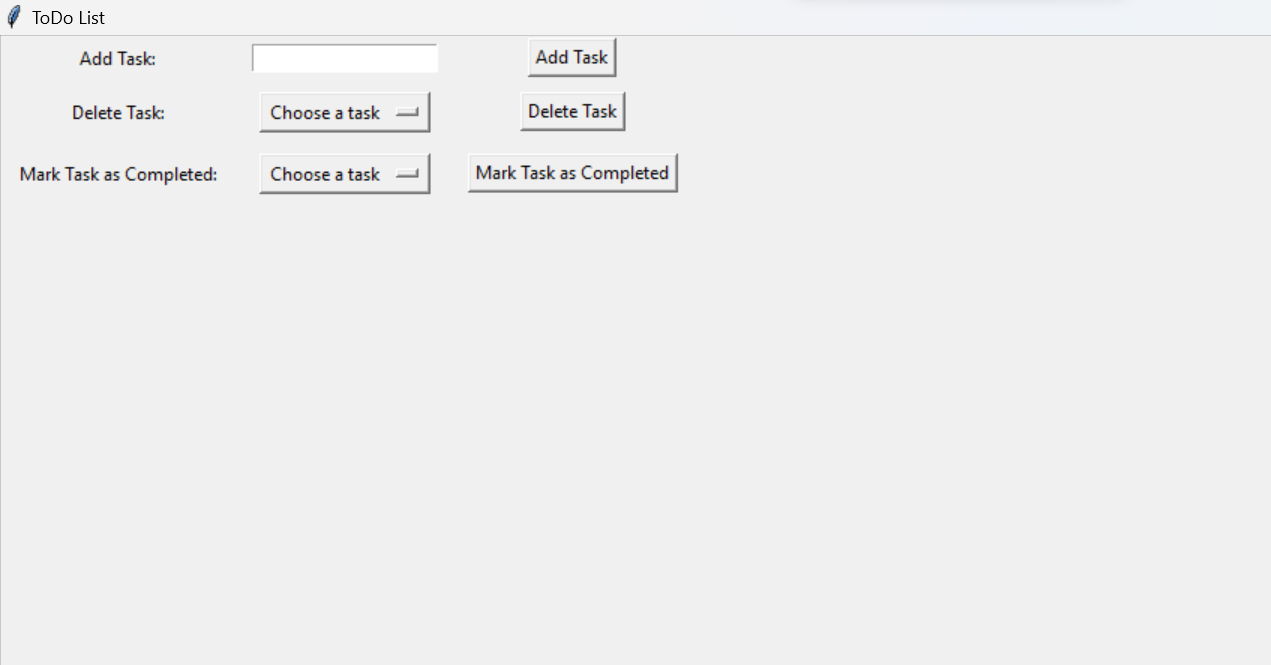 ToDo List
Add Task: Add Task
Delete Task: Choose a task Delete Task
Mark Task as Completed: Choose a task Mark Task as Completed